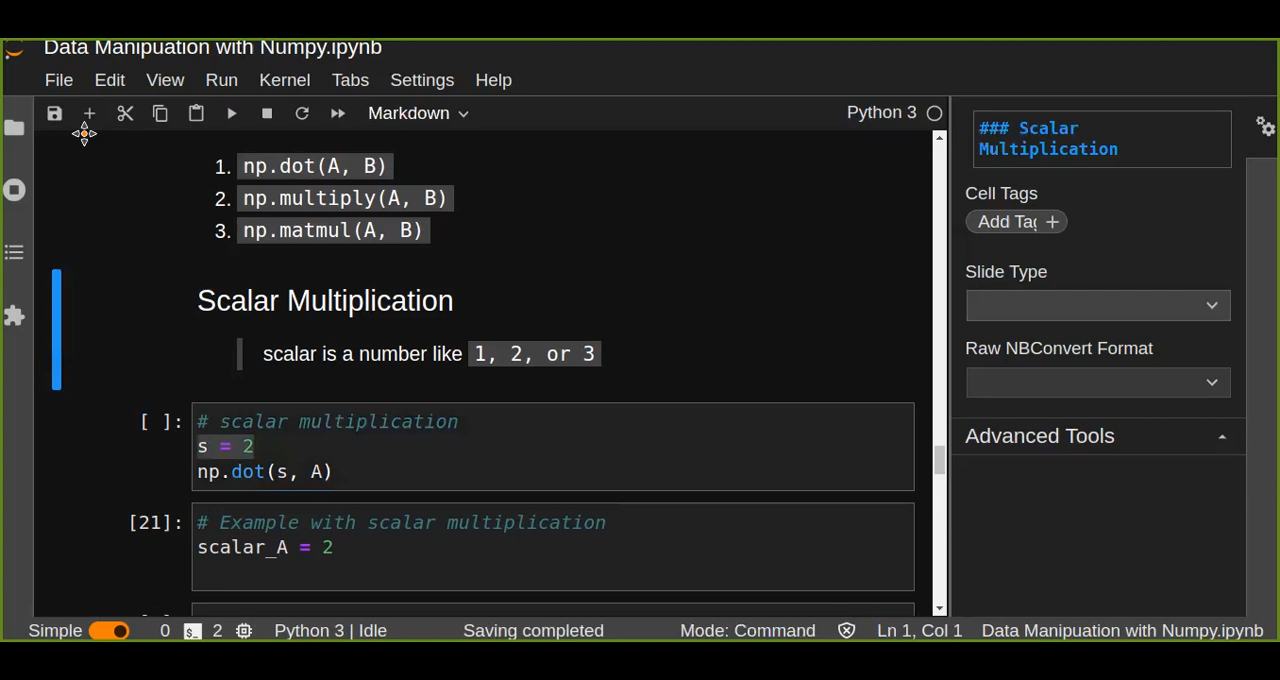 Data Manipuation with Numpy.ipynb
File Edit View Run Kernel Tabs Settings Help
Markdown Python 3
1. np.dot(A, B)
2. np.multiply(A, B)
3. np.matmul(A, B)
Scalar Multiplication
scalar is a number like 1, 2, or 3
[ ]: # scalar multiplication
s = 2
np.dot(s, A)
[21]: # Example with scalar multiplication
scalar_A = 2
### Scalar
Multiplication
Cell Tags
Add Tag
Slide Type
Raw NBConvert Format
Advanced Tools
Simple 0 $_ 2 Python 3 | Idle Saving completed Mode: Command Ln 1, Col 1 Data Manipuation with Numpy.ipynb